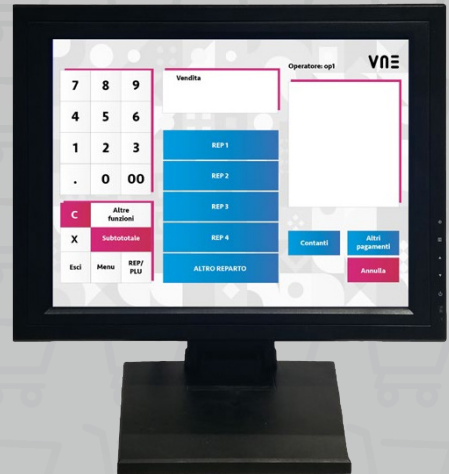 Operatore: op1
VNE
Vendita
7 8 9
4 5 6
1 2 3
. 0 00
C
Altre
funzioni
X
Subtototale
Esci
Menu
REP/
PLU
REP 1
REP 2
REP 3
REP 4
ALTRO REPARTO
Contanti
Altri
pagamenti
Annulla